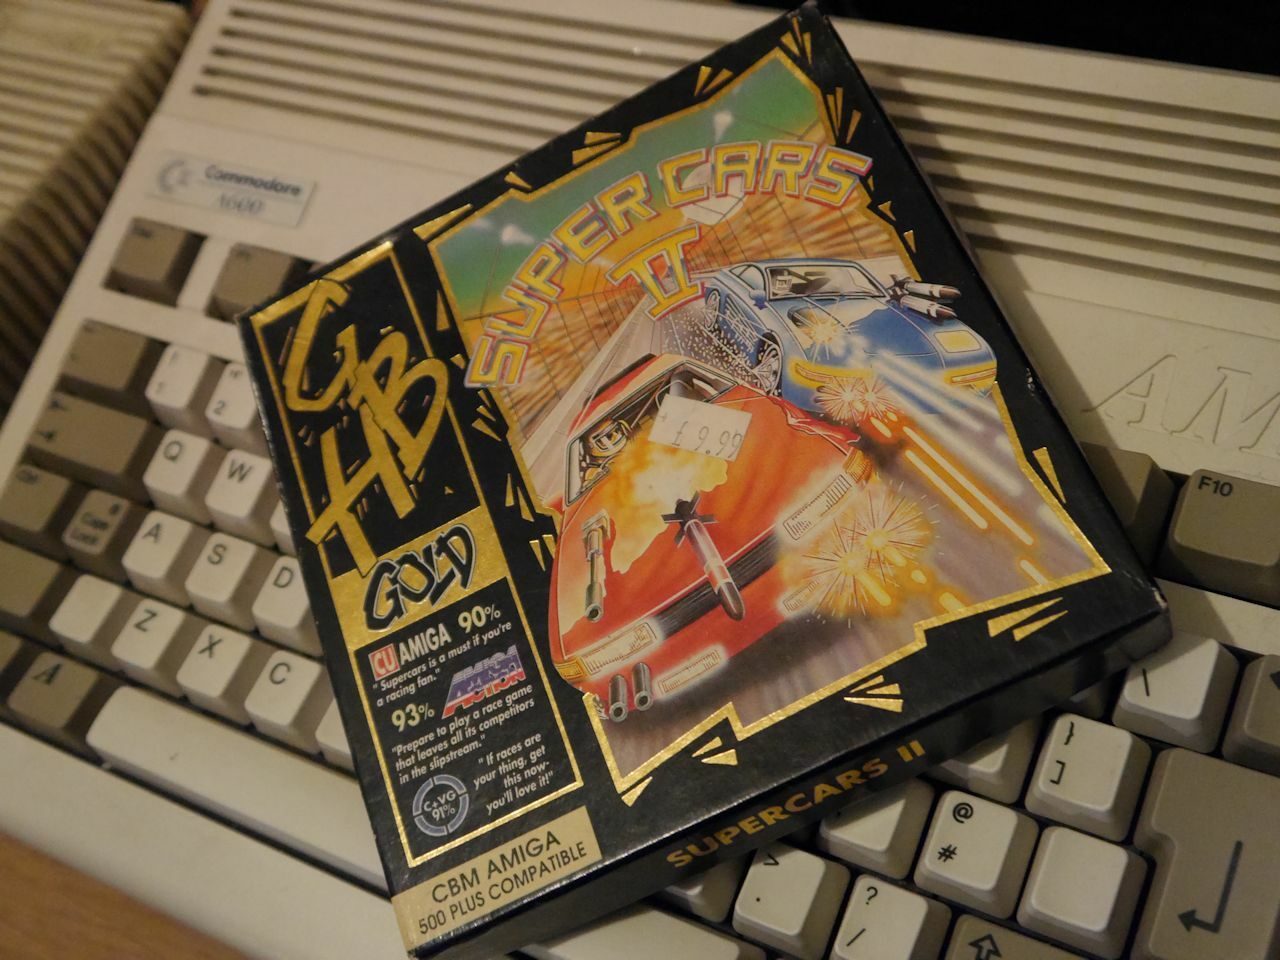 Commodore
A600
SUPER CARS
II
£9.99
GHB
GOLD
CU AMIGA 90%
"Supercars is a must if you're
a racing fan."
AMIGA
ACTION
93%
"Prepare to play a race game
that leaves all its competitors
in the slipstream."
C+VG
91%
"If races are
your thing, get
this now-
you'll love it!"
CBM AMIGA
500 PLUS COMPATIBLE
SUPERCARS II
AM
F10
1
2
Q
W
A
S
D
Z
X
C
A
Caps
Lock
}
]
@
#
>
.
?
/